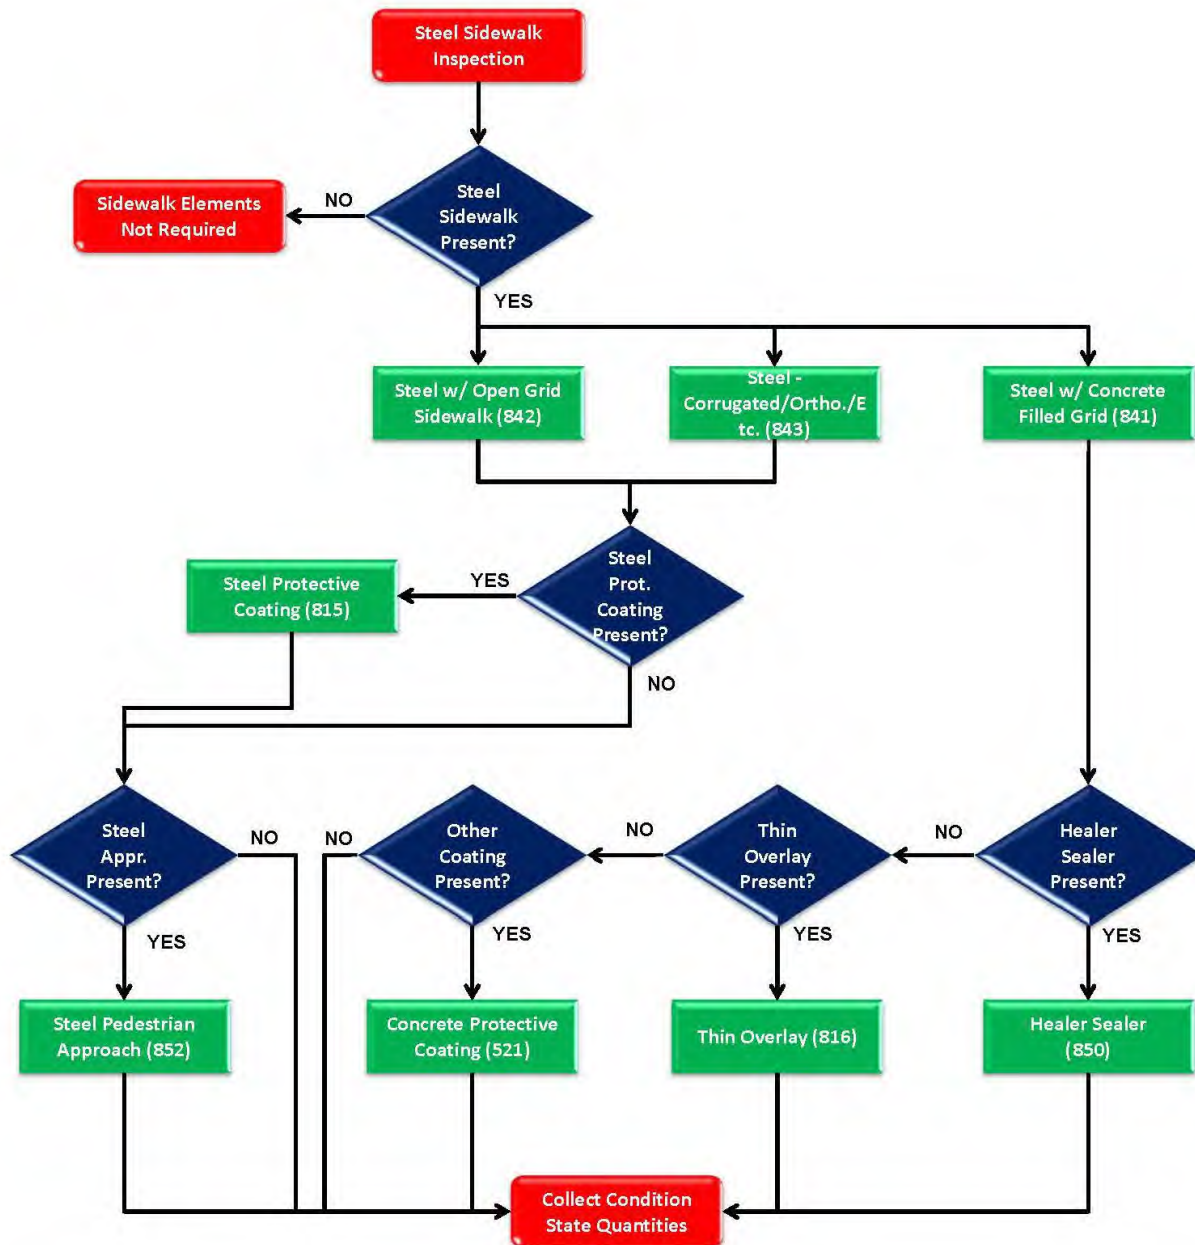 Steel Sidewalk
Inspection
Sidewalk Elements
Not Required
NO
Steel
Sidewalk
Present?
YES
Steel w/ Open Grid
Sidewalk (842)
Steel -
Corrugated/Ortho./E
tc. (843)
Steel w/ Concrete
Filled Grid (841)
Steel Protective
Coating (815)
YES
Steel
Prot.
Coating
Present?
NO
Steel
Appr.
Present?
NO
NO
Other
Coating
Present?
NO
Thin
Overlay
Present?
NO
Healer
Sealer
Present?
YES
YES
YES
YES
Steel Pedestrian
Approach (852)
Concrete Protective
Coating (521)
Thin Overlay (816)
Healer Sealer
(850)
Collect Condition
State Quantities